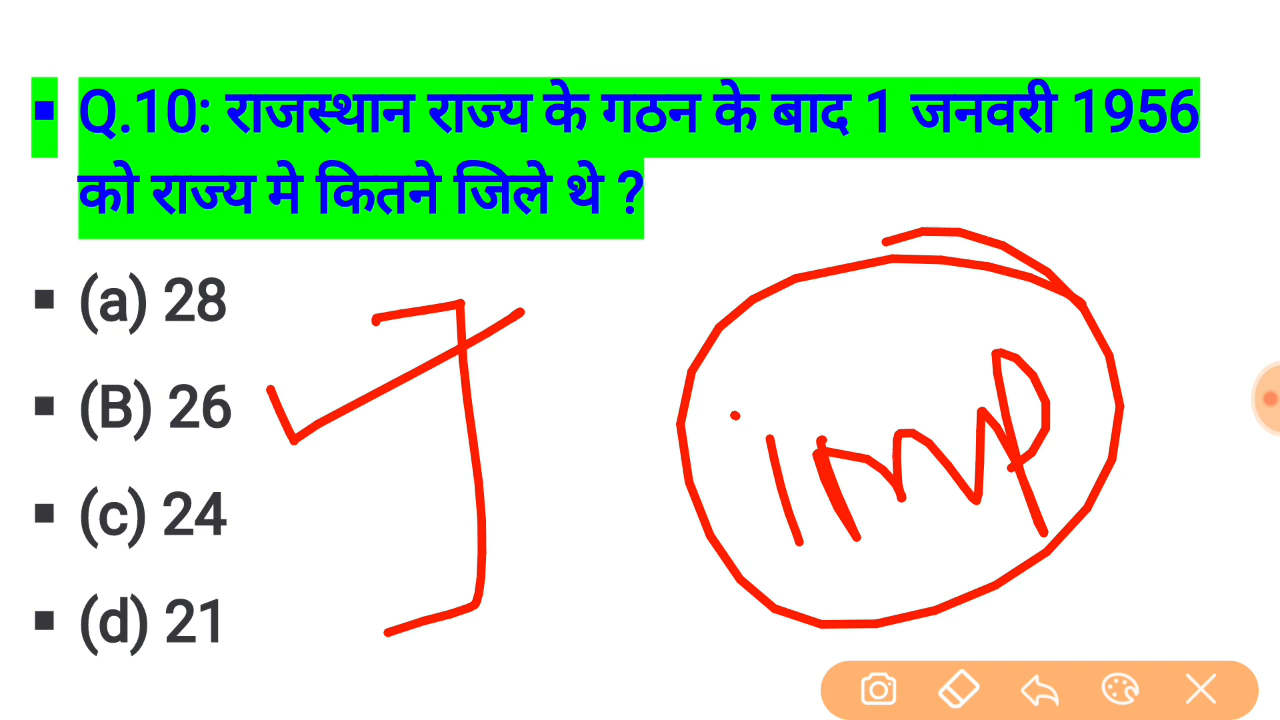 Q.10: राजस्थान राज्य के गठन के बाद 1 जनवरी 1956
को राज्य मे कितने जिले थे ?
(a) 28
(B) 26
(c) 24
(d) 21
imp